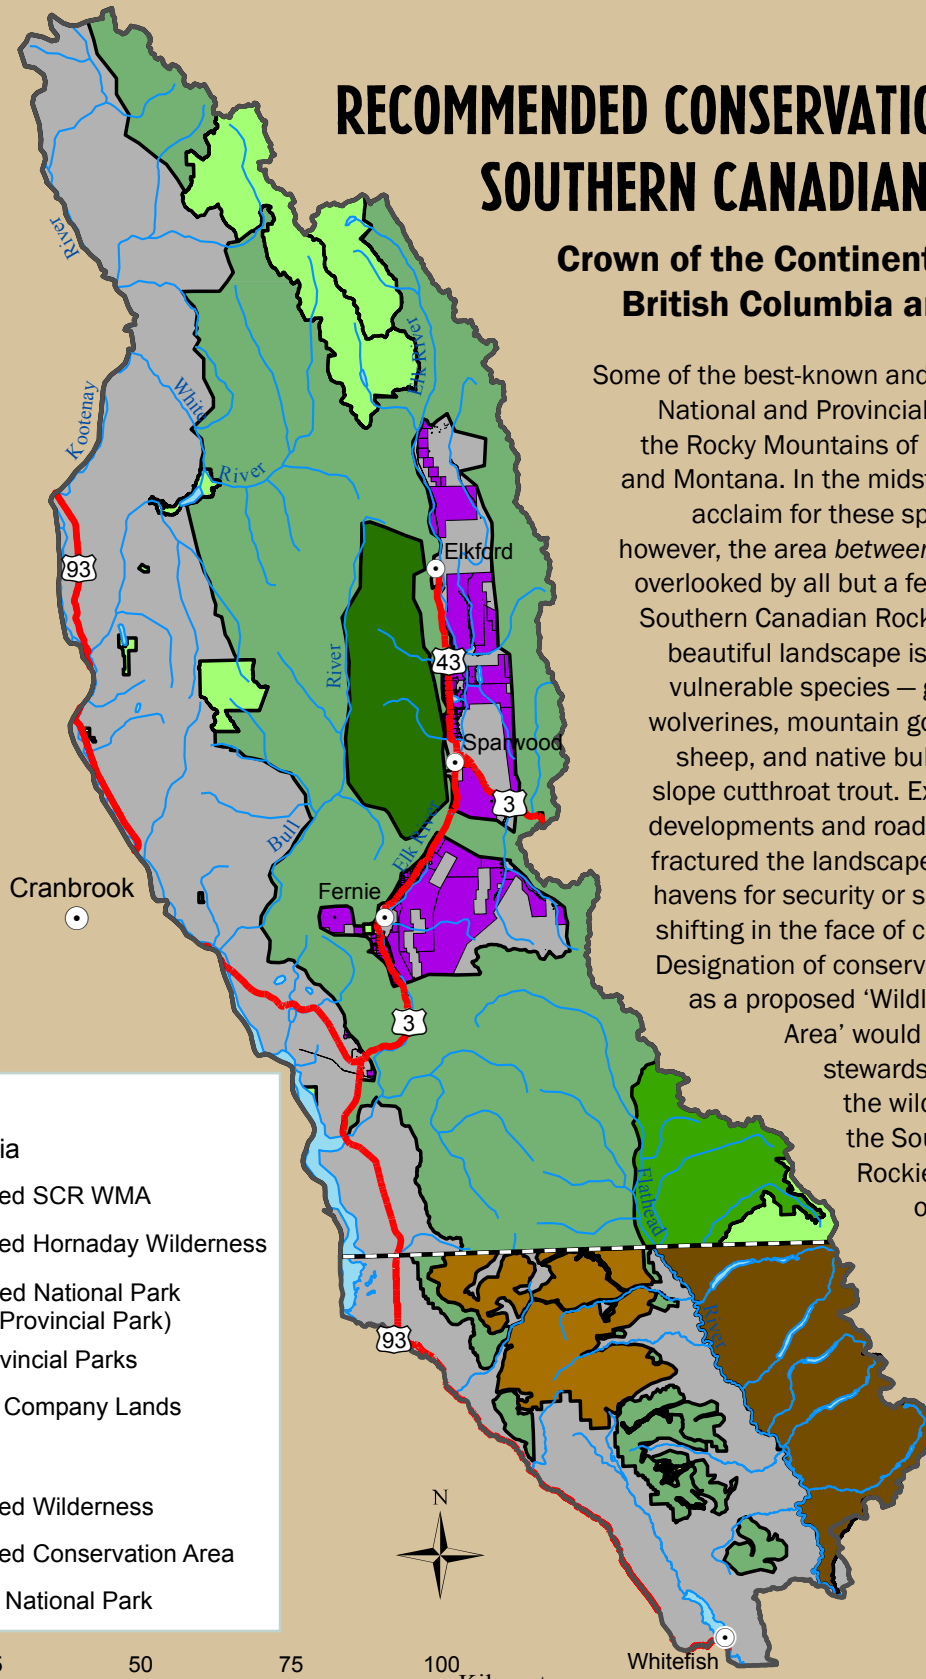 RECOMMENDED CONSERVATIO
SOUTHERN CANADIAN
Crown of the Continent
British Columbia an
Some of the best-known and
National and Provincial
the Rocky Mountains of
and Montana. In the midst
acclaim for these sp
however, the area between
overlooked by all but a fe
Southern Canadian Rock
beautiful landscape is
vulnerable species — g
wolverines, mountain go
sheep, and native bul
slope cutthroat trout. Ex
developments and road
fractured the landscape
havens for security or s
shifting in the face of c
Designation of conserv
as a proposed ‘Wildl
Area’ would
stewards
the wild
the Sou
Rockie
o
River
Kootenay
White
River
Elk River
93
Elkford
43
River
Sparwood
3
Bull
Elk River
Cranbrook
Fernie
3
Flathead
River
93
Whitefish
ia
ed SCR WMA
ed Hornaday Wilderness
ed National Park
Provincial Park)
vincial Parks
Company Lands
ed Wilderness
ed Conservation Area
National Park
N
50 75 100